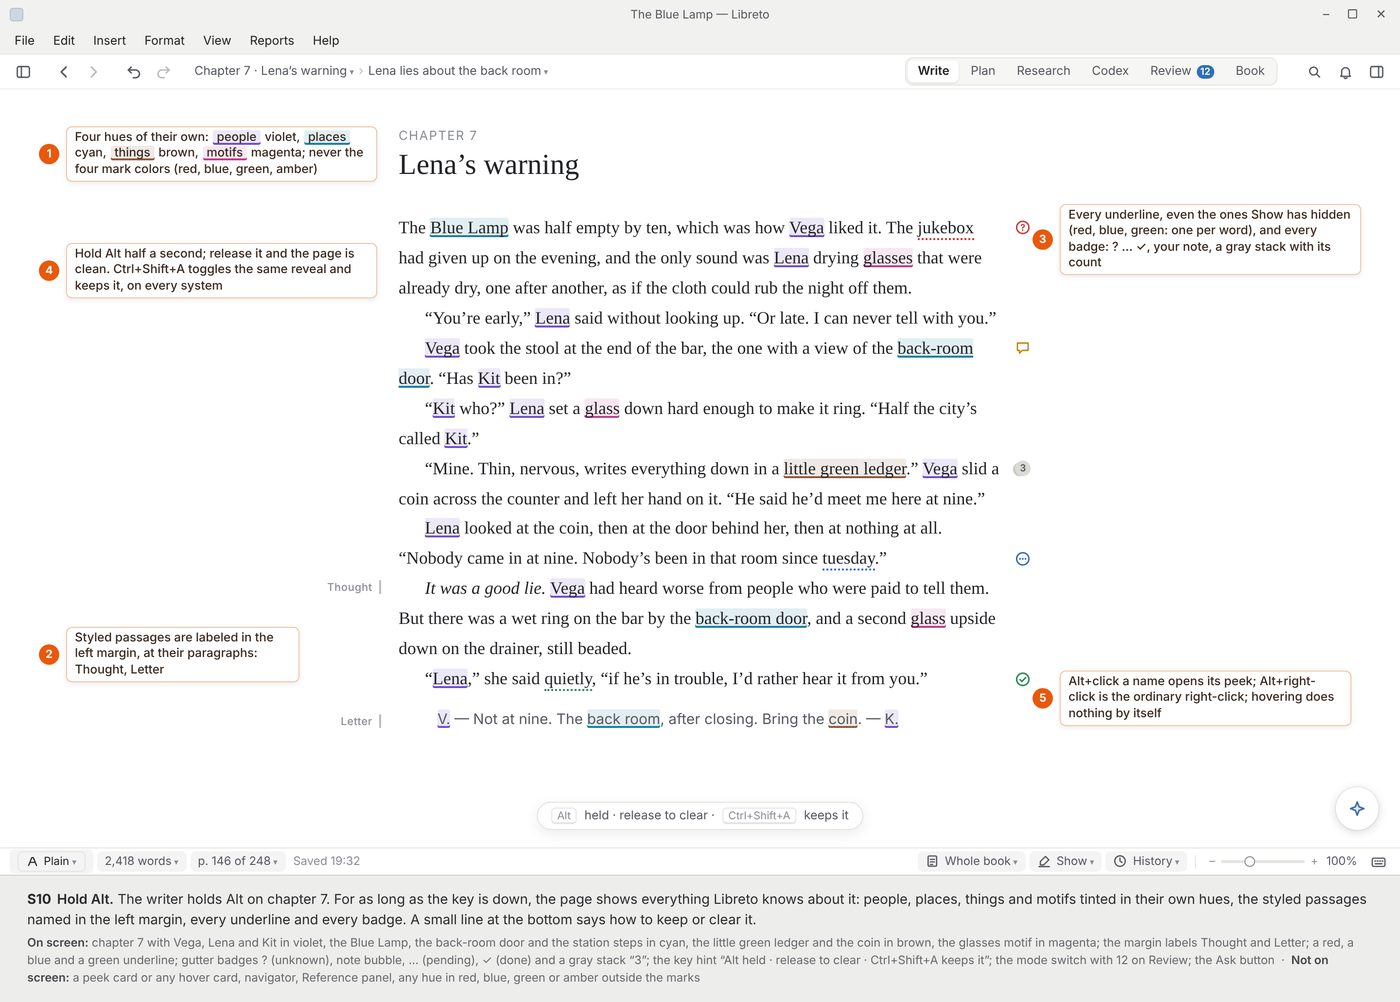 The Blue Lamp — Libreto
File Edit Insert Format View Reports Help
Chapter 7 · Lena’s warning › Lena lies about the back room
Write Plan Research Codex Review 12 Book
1
Four hues of their own: people violet, places
cyan, things brown, motifs magenta; never the
four mark colors (red, blue, green, amber)
4
Hold Alt half a second; release it and the page is
clean. Ctrl+Shift+A toggles the same reveal and
keeps it, on every system
CHAPTER 7
Lena’s warning
The Blue Lamp was half empty by ten, which was how Vega liked it. The jukebox
had given up on the evening, and the only sound was Lena drying glasses that were
already dry, one after another, as if the cloth could rub the night off them.
“You’re early,” Lena said without looking up. “Or late. I can never tell with you.”
Vega took the stool at the end of the bar, the one with a view of the back-room
door. “Has Kit been in?”
“Kit who?” Lena set a glass down hard enough to make it ring. “Half the city’s
called Kit.”
“Mine. Thin, nervous, writes everything down in a little green ledger.” Vega slid a
coin across the counter and left her hand on it. “He said he’d meet me here at nine.”
Lena looked at the coin, then at the door behind her, then at nothing at all.
“Nobody came in at nine. Nobody’s been in that room since tuesday.”
Thought
It was a good lie. Vega had heard worse from people who were paid to tell them.
But there was a wet ring on the bar by the back-room door, and a second glass upside
down on the drainer, still beaded.
“Lena,” she said quietly, “if he’s in trouble, I’d rather hear it from you.”
Letter
V. — Not at nine. The back room, after closing. Bring the coin. — K.
2
Styled passages are labeled in the
left margin, at their paragraphs:
Thought, Letter
?
3
Every underline, even the ones Show has hidden
(red, blue, green: one per word), and every
badge: ? … ✓, your note, a gray stack with its
count
3
5
Alt+click a name opens its peek; Alt+right-
click is the ordinary right-click; hovering does
nothing by itself
Alt held · release to clear · Ctrl+Shift+A keeps it
A Plain 2,418 words p. 146 of 248 Saved 19:32 Whole book Show History − + 100%
S10 Hold Alt. The writer holds Alt on chapter 7. For as long as the key is down, the page shows everything Libreto knows about it: people, places, things and motifs tinted in their own hues, the styled passages
named in the left margin, every underline and every badge. A small line at the bottom says how to keep or clear it.
On screen: chapter 7 with Vega, Lena and Kit in violet, the Blue Lamp, the back-room door and the station steps in cyan, the little green ledger and the coin in brown, the glasses motif in magenta; the margin labels Thought and Letter; a red, a
blue and a green underline; gutter badges ? (unknown), note bubble, … (pending), ✓ (done) and a gray stack “3”; the key hint “Alt held · release to clear · Ctrl+Shift+A keeps it”; the mode switch with 12 on Review; the Ask button · Not on
screen: a peek card or any hover card, navigator, Reference panel, any hue in red, blue, green or amber outside the marks